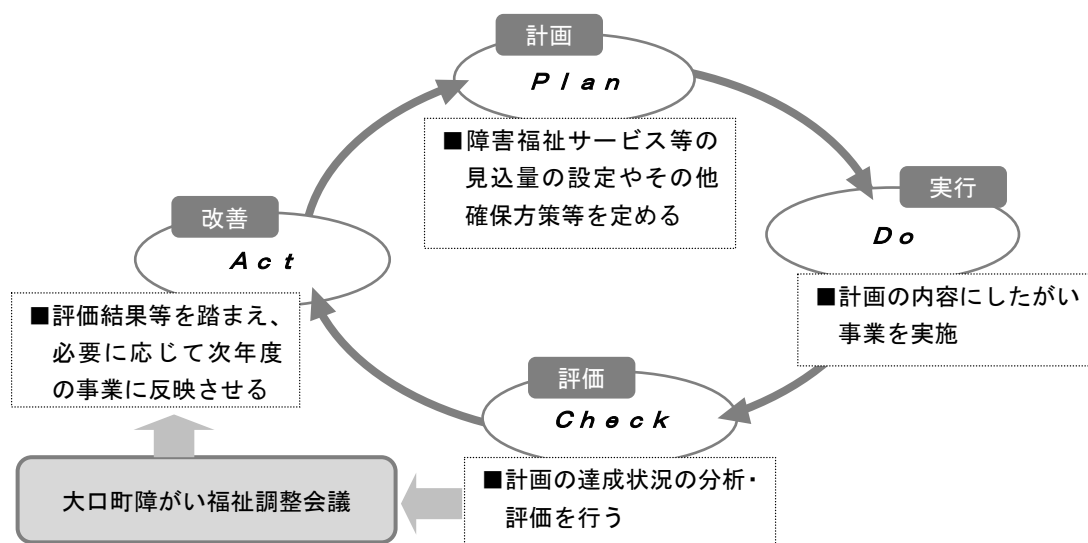 計画
Plan
■障害福祉サービス等の
見込量の設定やその他
確保方策等を定める
実行
Do
■計画の内容にしたがい
事業を実施
評価
Check
■計画の達成状況の分析・
評価を行う
改善
Act
■評価結果等を踏まえ、
必要に応じて次年度
の事業に反映させる
大口町障がい福祉調整会議